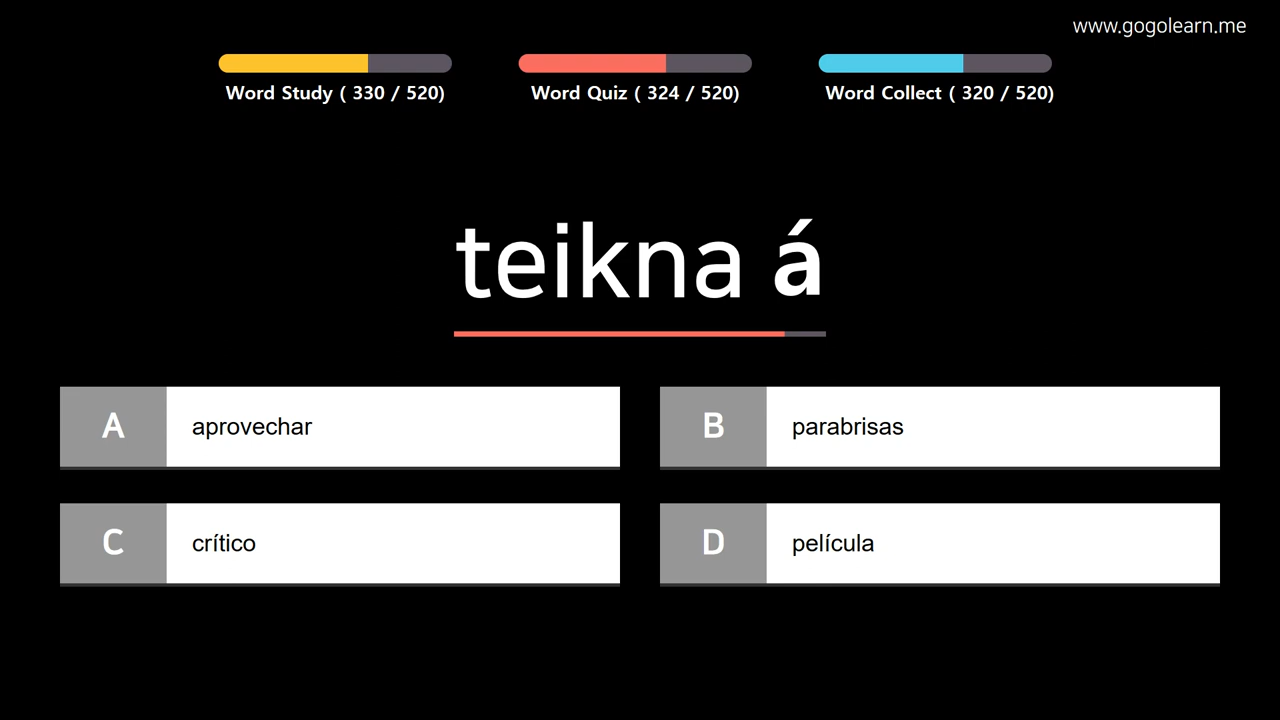 www.gogolearn.me
Word Study ( 330 / 520)
Word Quiz ( 324 / 520)
Word Collect ( 320 / 520)
teikna á
A aprovechar
B parabrisas
C crítico
D película